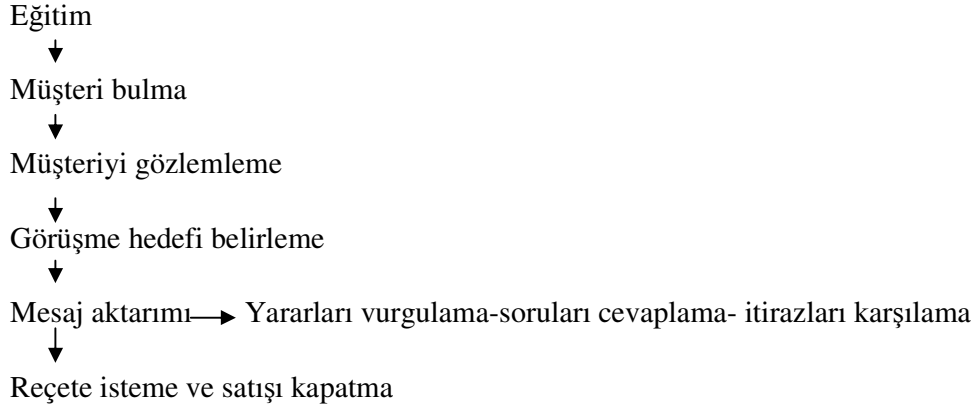 Eğitim
Müşteri bulma
Müşteriyi gözlemleme
Görüşme hedefi belirleme
Mesaj aktarımı Yararları vurgulama-soruları cevaplama- itirazları karşılama
Reçete isteme ve satışı kapatma